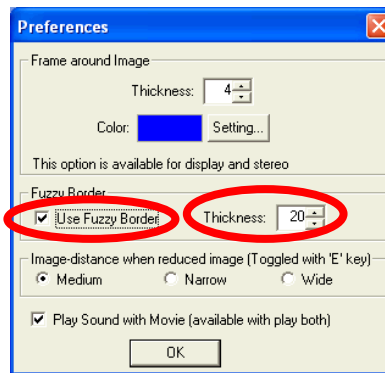 Preferences
Frame around Image
Thickness: 4
Color: Setting...
This option is available for display and stereo
Fuzzy Border
Use Fuzzy Border Thickness: 20
Image-distance when reduced image (Toggled with 'E' key)
Medium Narrow Wide
Play Sound with Movie (available with play both)
OK